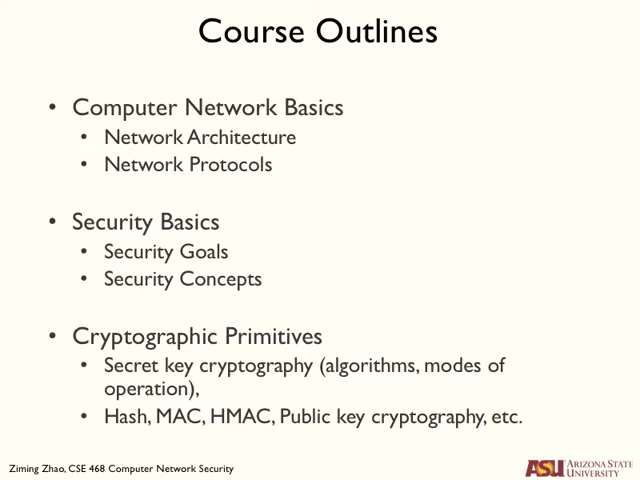 Course Outlines
• Computer Network Basics
• Network Architecture
• Network Protocols
• Security Basics
• Security Goals
• Security Concepts
• Cryptographic Primitives
• Secret key cryptography (algorithms, modes of
operation),
• Hash, MAC, HMAC, Public key cryptography, etc.
Ziming Zhao, CSE 468 Computer Network Security
ASU ARIZONA STATE
UNIVERSITY